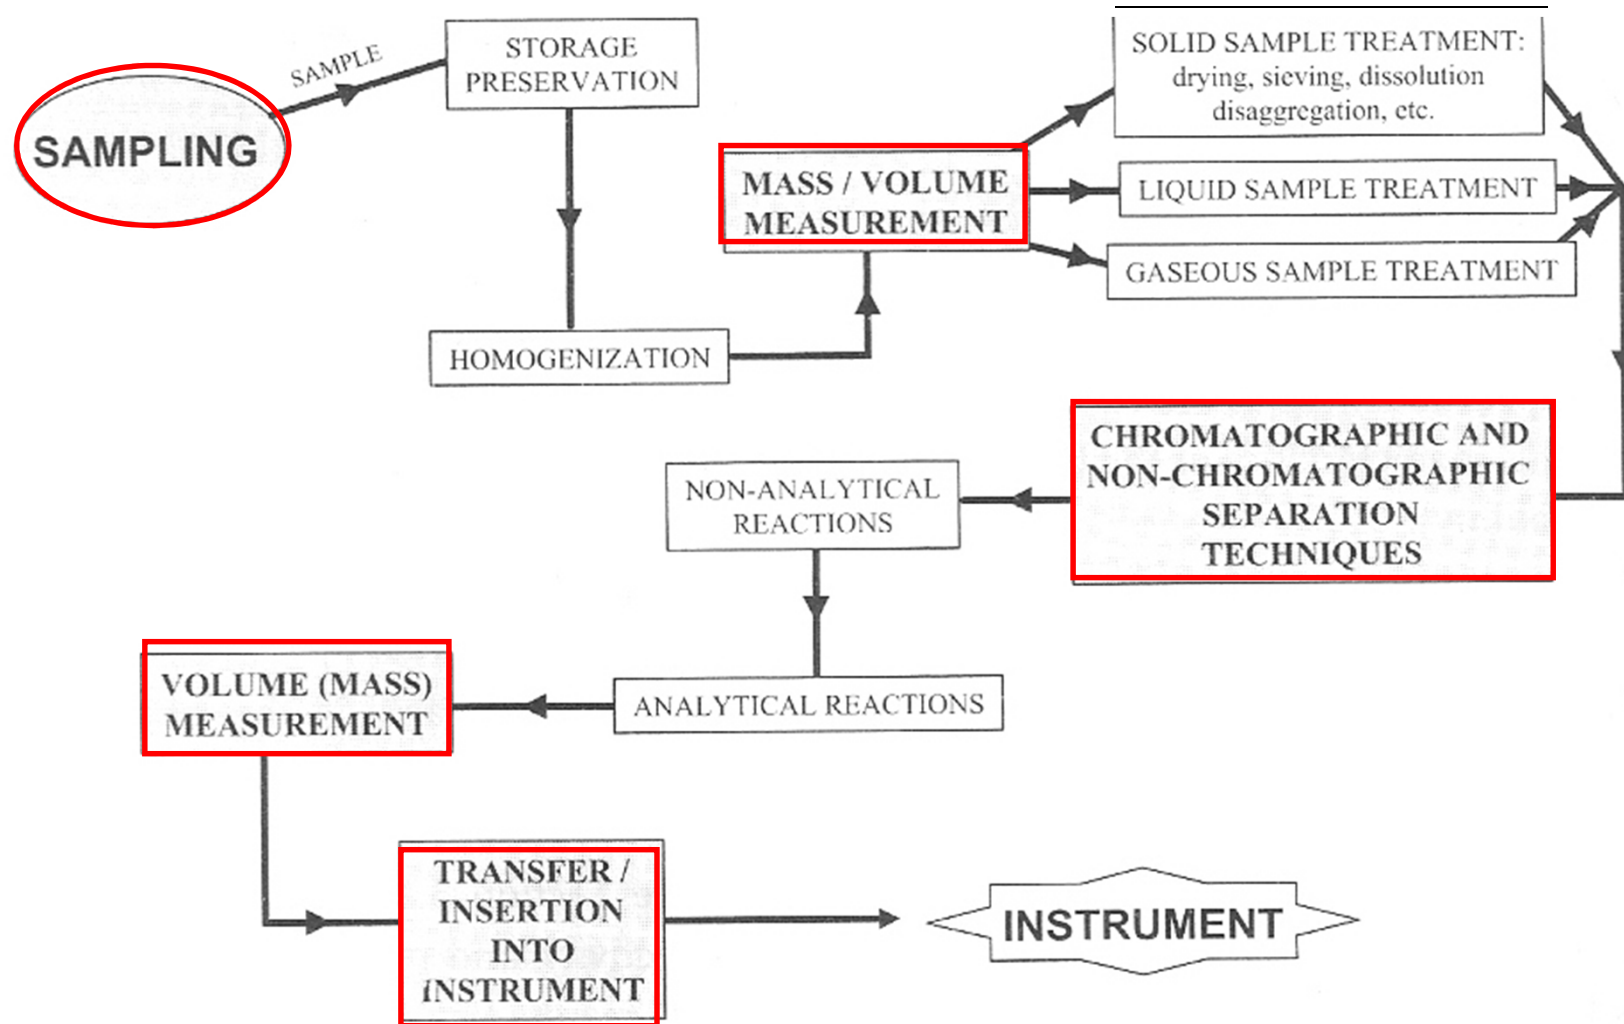 SAMPLING
SAMPLE
STORAGE
PRESERVATION
HOMOGENIZATION
MASS / VOLUME
MEASUREMENT
SOLID SAMPLE TREATMENT:
drying, sieving, dissolution
disaggregation, etc.
LIQUID SAMPLE TREATMENT
GASEOUS SAMPLE TREATMENT
CHROMATOGRAPHIC AND
NON-CHROMATOGRAPHIC
SEPARATION
TECHNIQUES
NON-ANALYTICAL
REACTIONS
ANALYTICAL REACTIONS
VOLUME (MASS)
MEASUREMENT
TRANSFER /
INSERTION
INTO
INSTRUMENT
INSTRUMENT